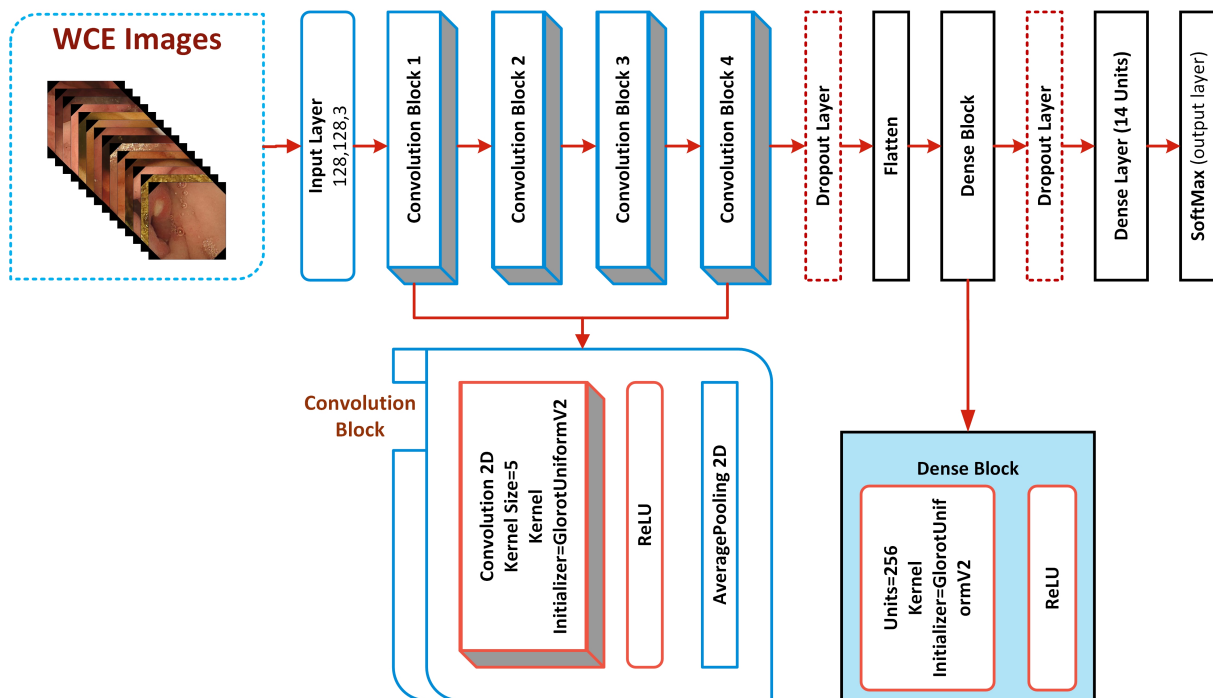 WCE Images
Input Layer
128,128,3
Convolution Block 1
Convolution Block 2
Convolution Block 3
Convolution Block 4
Dropout Layer
Flatten
Dense Block
Dropout Layer
Dense Layer (14 Units)
SoftMax (output layer)
Convolution
Block
Convolution 2D
Kernel Size=5
Kernel
Initializer=GlorotUniformV2
ReLU
AveragePooling 2D
Dense Block
Units=256
Kernel
Initializer=GlorotUnif
ormV2
ReLU